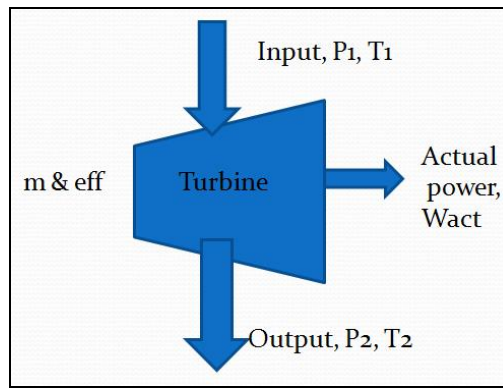 Input, P1, T1
m & eff
Turbine
Actual
power,
Wact
Output, P2, T2